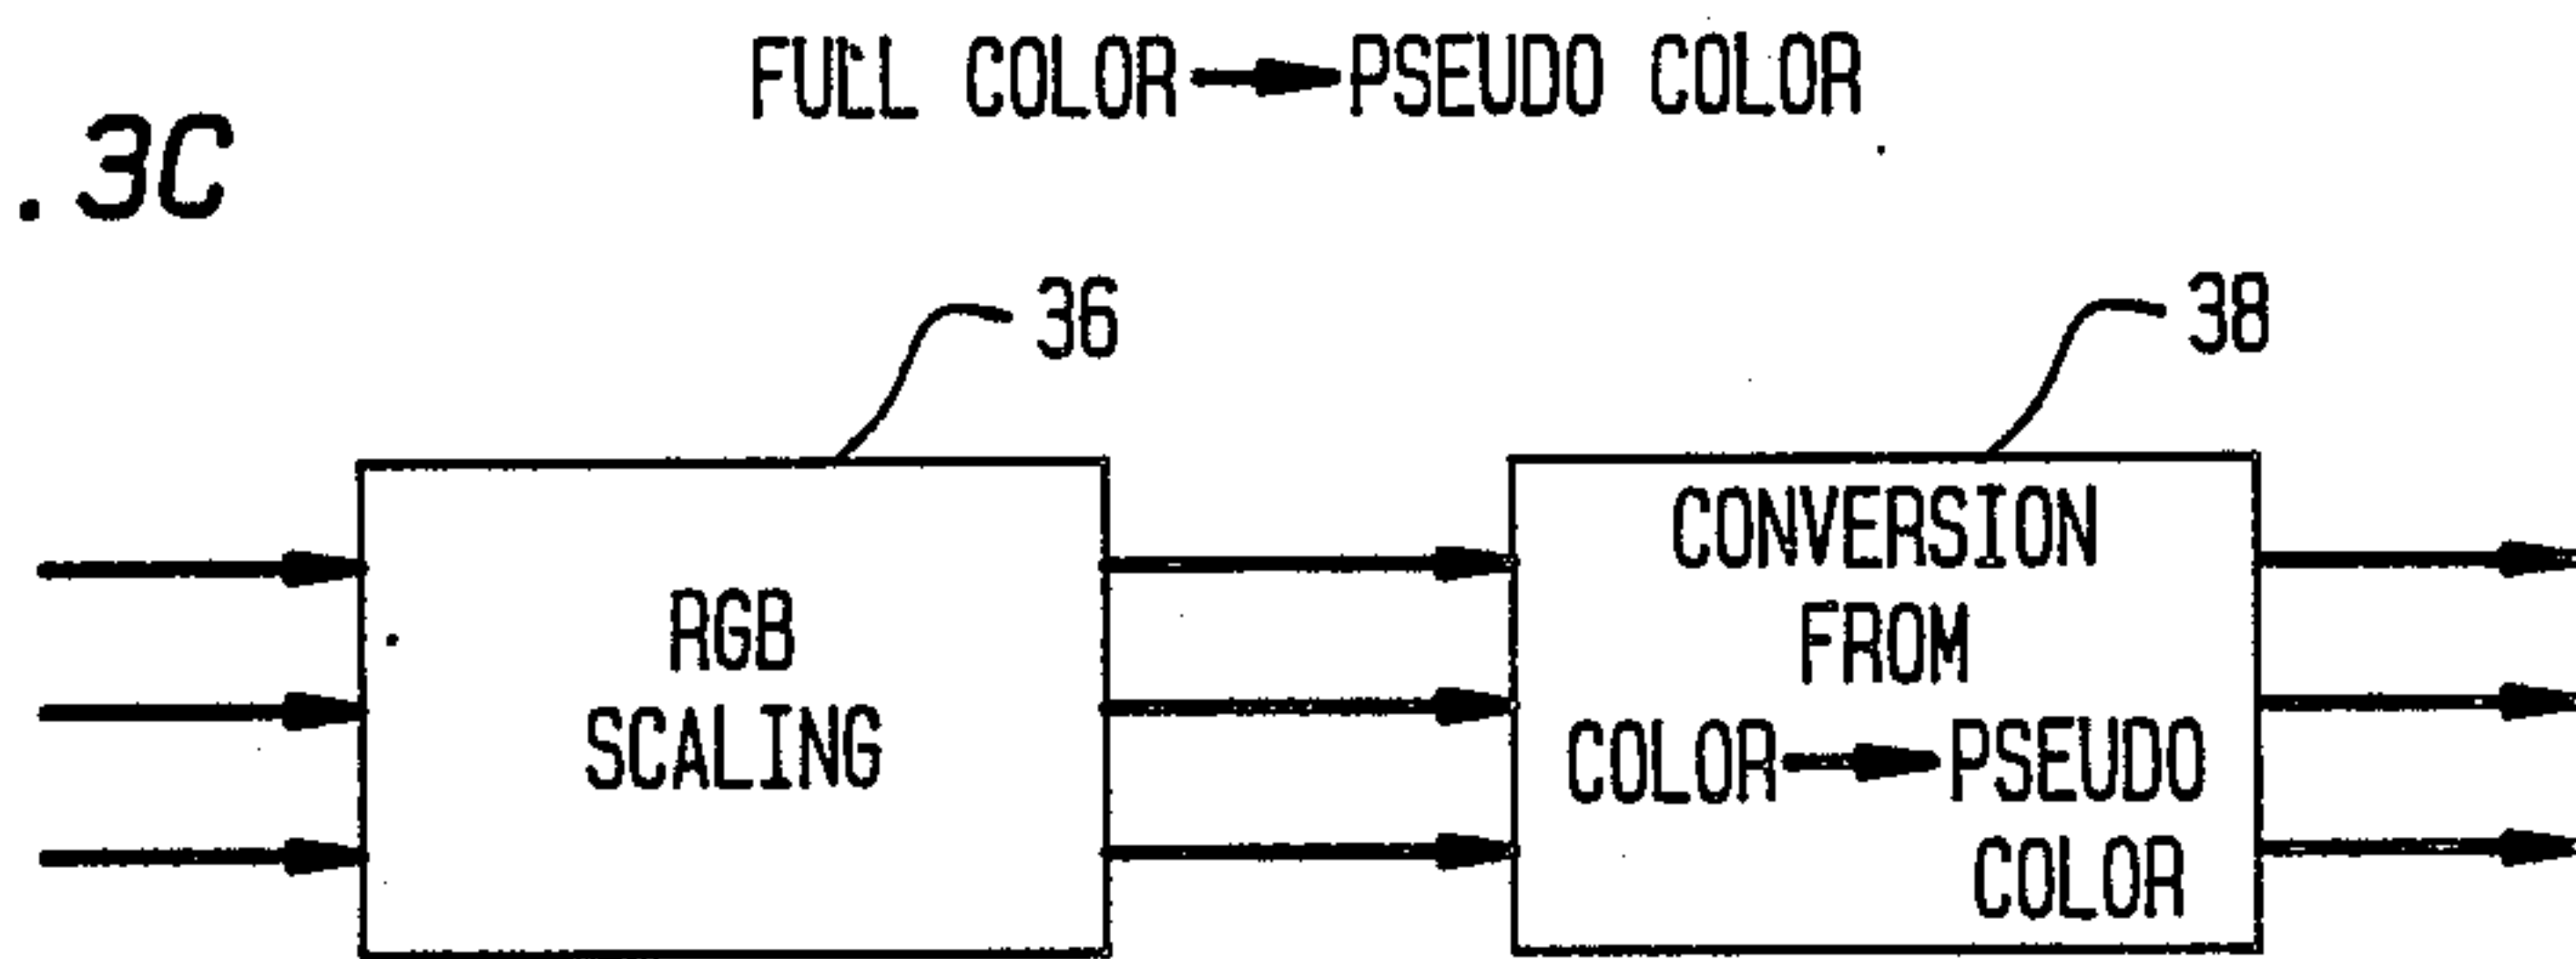 FULL COLOR → PSEUDO COLOR
.3C
36
38
RGB
SCALING
CONVERSION
FROM
COLOR → PSEUDO
COLOR